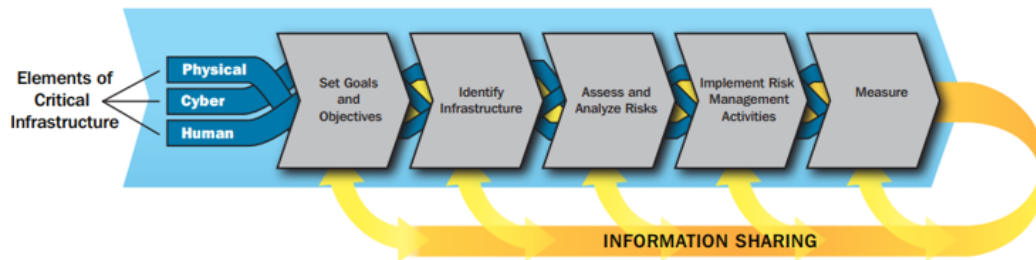 Elements of
Critical
Infrastructure
Physical
Cyber
Human
Set Goals
and
Objectives
Identify
Infrastructure
Assess and
Analyze Risks
Implement Risk
Management
Activities
Measure
INFORMATION SHARING